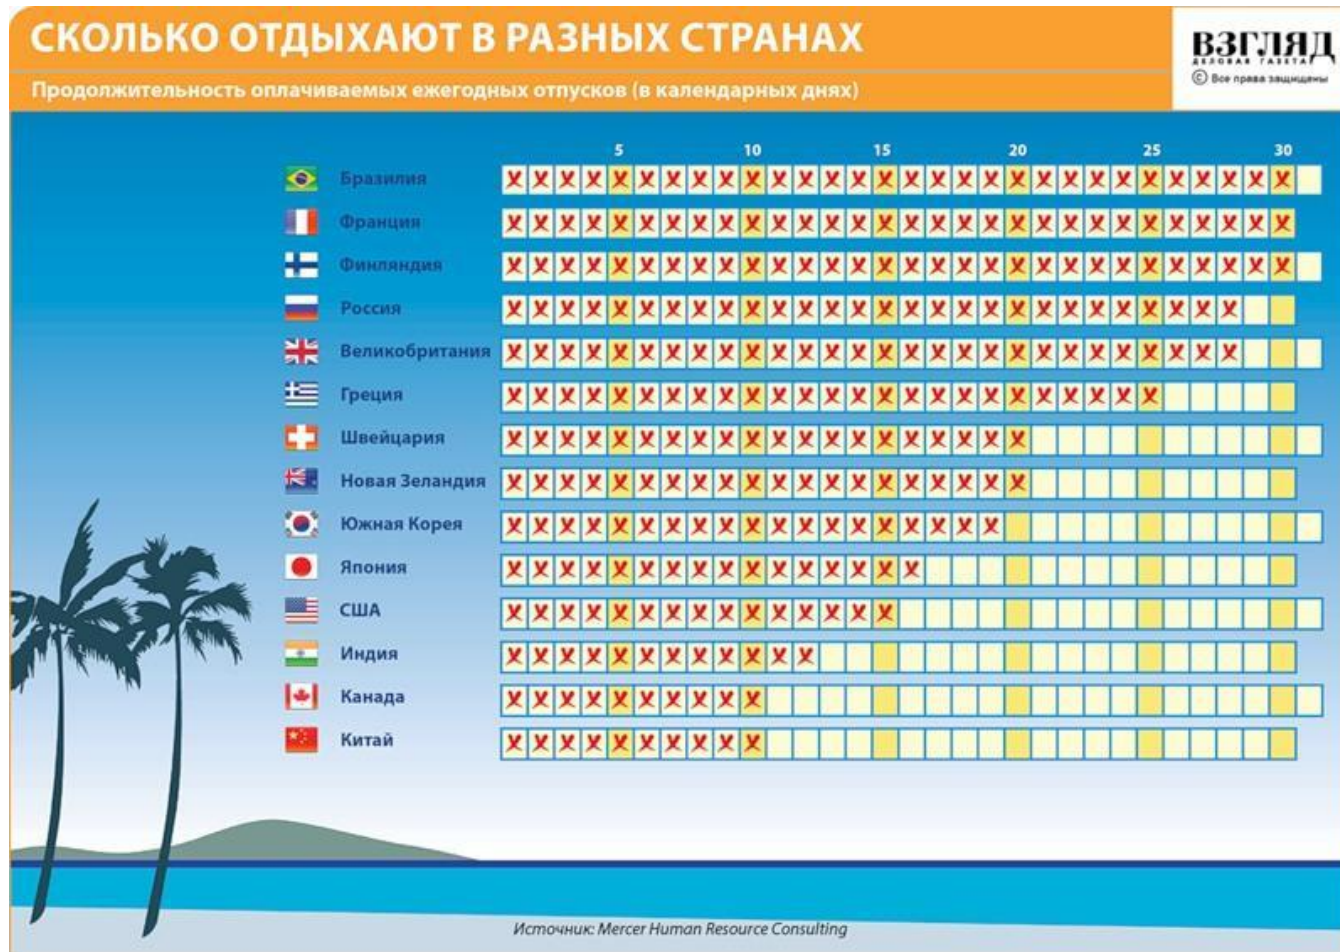 СКОЛЬКО ОТДЫХАЮТ В РАЗНЫХ СТРАНАХ
ВЗГЛЯД
ДЕЛОВАЯ ГАЗЕТА
© Все права защищены
Продолжительность оплачиваемых ежегодных отпусков (в календарных днях)
5 10 15 20 25 30
Бразилия
Франция
Финляндия
Россия
Великобритания
Греция
Швейцария
Новая Зеландия
Южная Корея
Япония
США
Индия
Канада
Китай
Источник: Mercer Human Resource Consulting